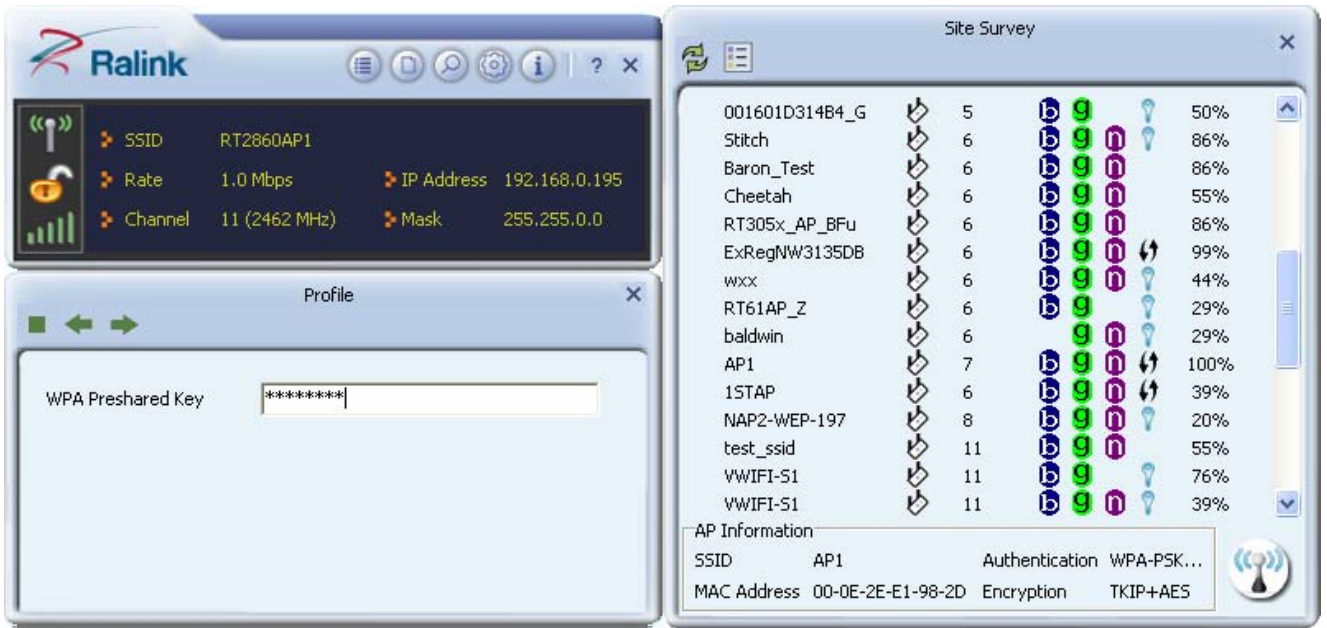 Ralink
i ? ×
SSID RT2860AP1
Rate 1.0 Mbps IP Address 192.168.0.195
Channel 11 (2462 MHz) Mask 255.255.0.0
Profile ×
WPA Preshared Key ********
Site Survey ×
001601D314B4_G 5 b g 50%
Stitch 6 b g n 86%
Baron_Test 6 b g n 86%
Cheetah 6 b g n 55%
RT305x_AP_BFu 6 b g n 86%
ExRegNW3135DB 6 b g n 99%
wxx 6 b g n 44%
RT61AP_Z 6 b g 29%
baldwin 6 g n 29%
AP1 7 b g n 100%
1STAP 6 b g n 39%
NAP2-WEP-197 8 b g n 20%
test_ssid 11 b g n 55%
VWIFI-S1 11 b g 76%
VWIFI-S1 11 b g n 39%
AP Information
SSID AP1 Authentication WPA-PSK...
MAC Address 00-0E-2E-E1-98-2D Encryption TKIP+AES